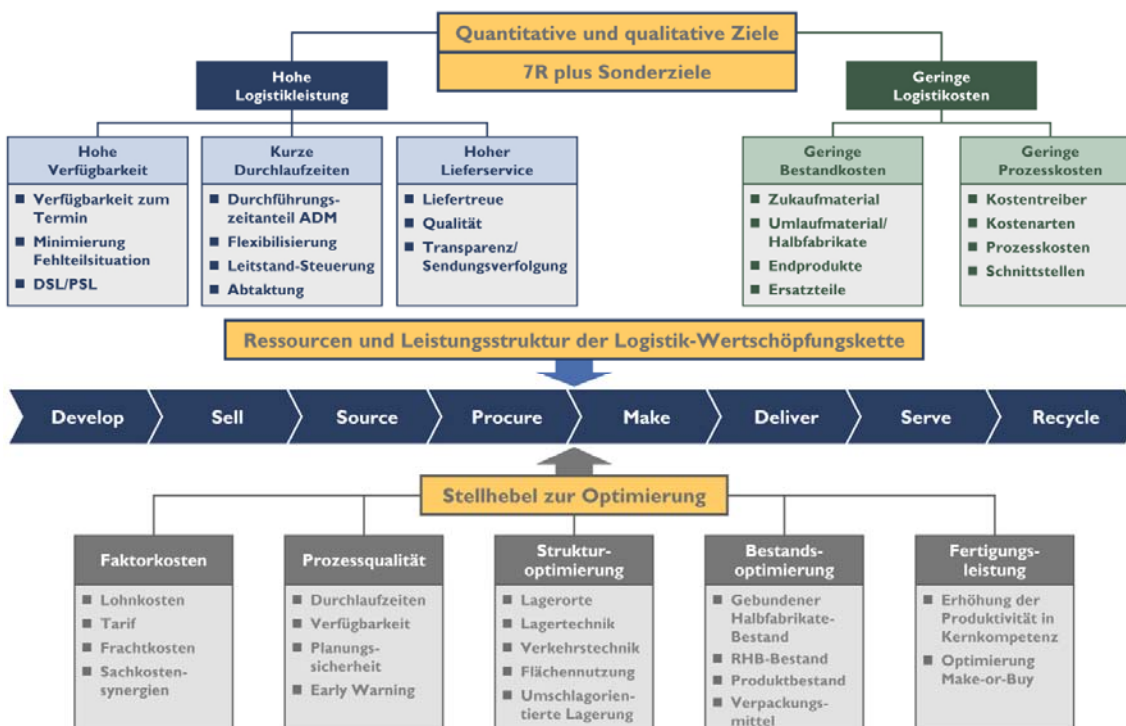 Quantitative und qualitative Ziele
7R plus Sonderziele
Hohe
Logistikleistung
Geringe
Logistikosten
Hohe
Verfügbarkeit
■ Verfügbarkeit zum
Termin
■ Minimierung
Fehlteilsituation
■ DSL/PSL
Kurze
Durchlaufzeiten
■ Durchführungs-
zeitanteil ADM
■ Flexibilisierung
■ Leitstand-Steuerung
■ Abtaktung
Hoher
Lieferservice
■ Liefertreue
■ Qualität
■ Transparenz/
Sendungsverfolgung
Geringe
Bestandkosten
■ Zukaufmaterial
■ Umlaufmaterial/
Halbfabrikate
■ Endprodukte
■ Ersatzteile
Geringe
Prozesskosten
■ Kostentreiber
■ Kostenarten
■ Prozesskosten
■ Schnittstellen
Ressourcen und Leistungsstruktur der Logistik-Wertschöpfungskette
Develop
Sell
Source
Procure
Make
Deliver
Serve
Recycle
Stellhebel zur Optimierung
Faktorkosten
■ Lohnkosten
■ Tarif
■ Frachtkosten
■ Sachkosten-
synergien
Prozessqualität
■ Durchlaufzeiten
■ Verfügbarkeit
■ Planungs-
sicherheit
■ Early Warning
Struktur-
optimierung
■ Lagerorte
■ Lagertechnik
■ Verkehrstechnik
■ Flächennutzung
■ Umschlagorien-
tierte Lagerung
Bestands-
optimierung
■ Gebundener
Halbfabrikate-
Bestand
■ RHB-Bestand
■ Produktbestand
■ Verpackungs-
mittel
Fertigungs-
leistung
■ Erhöhung der
Produktivität in
Kernkompetenz
■ Optimierung
Make-or-Buy